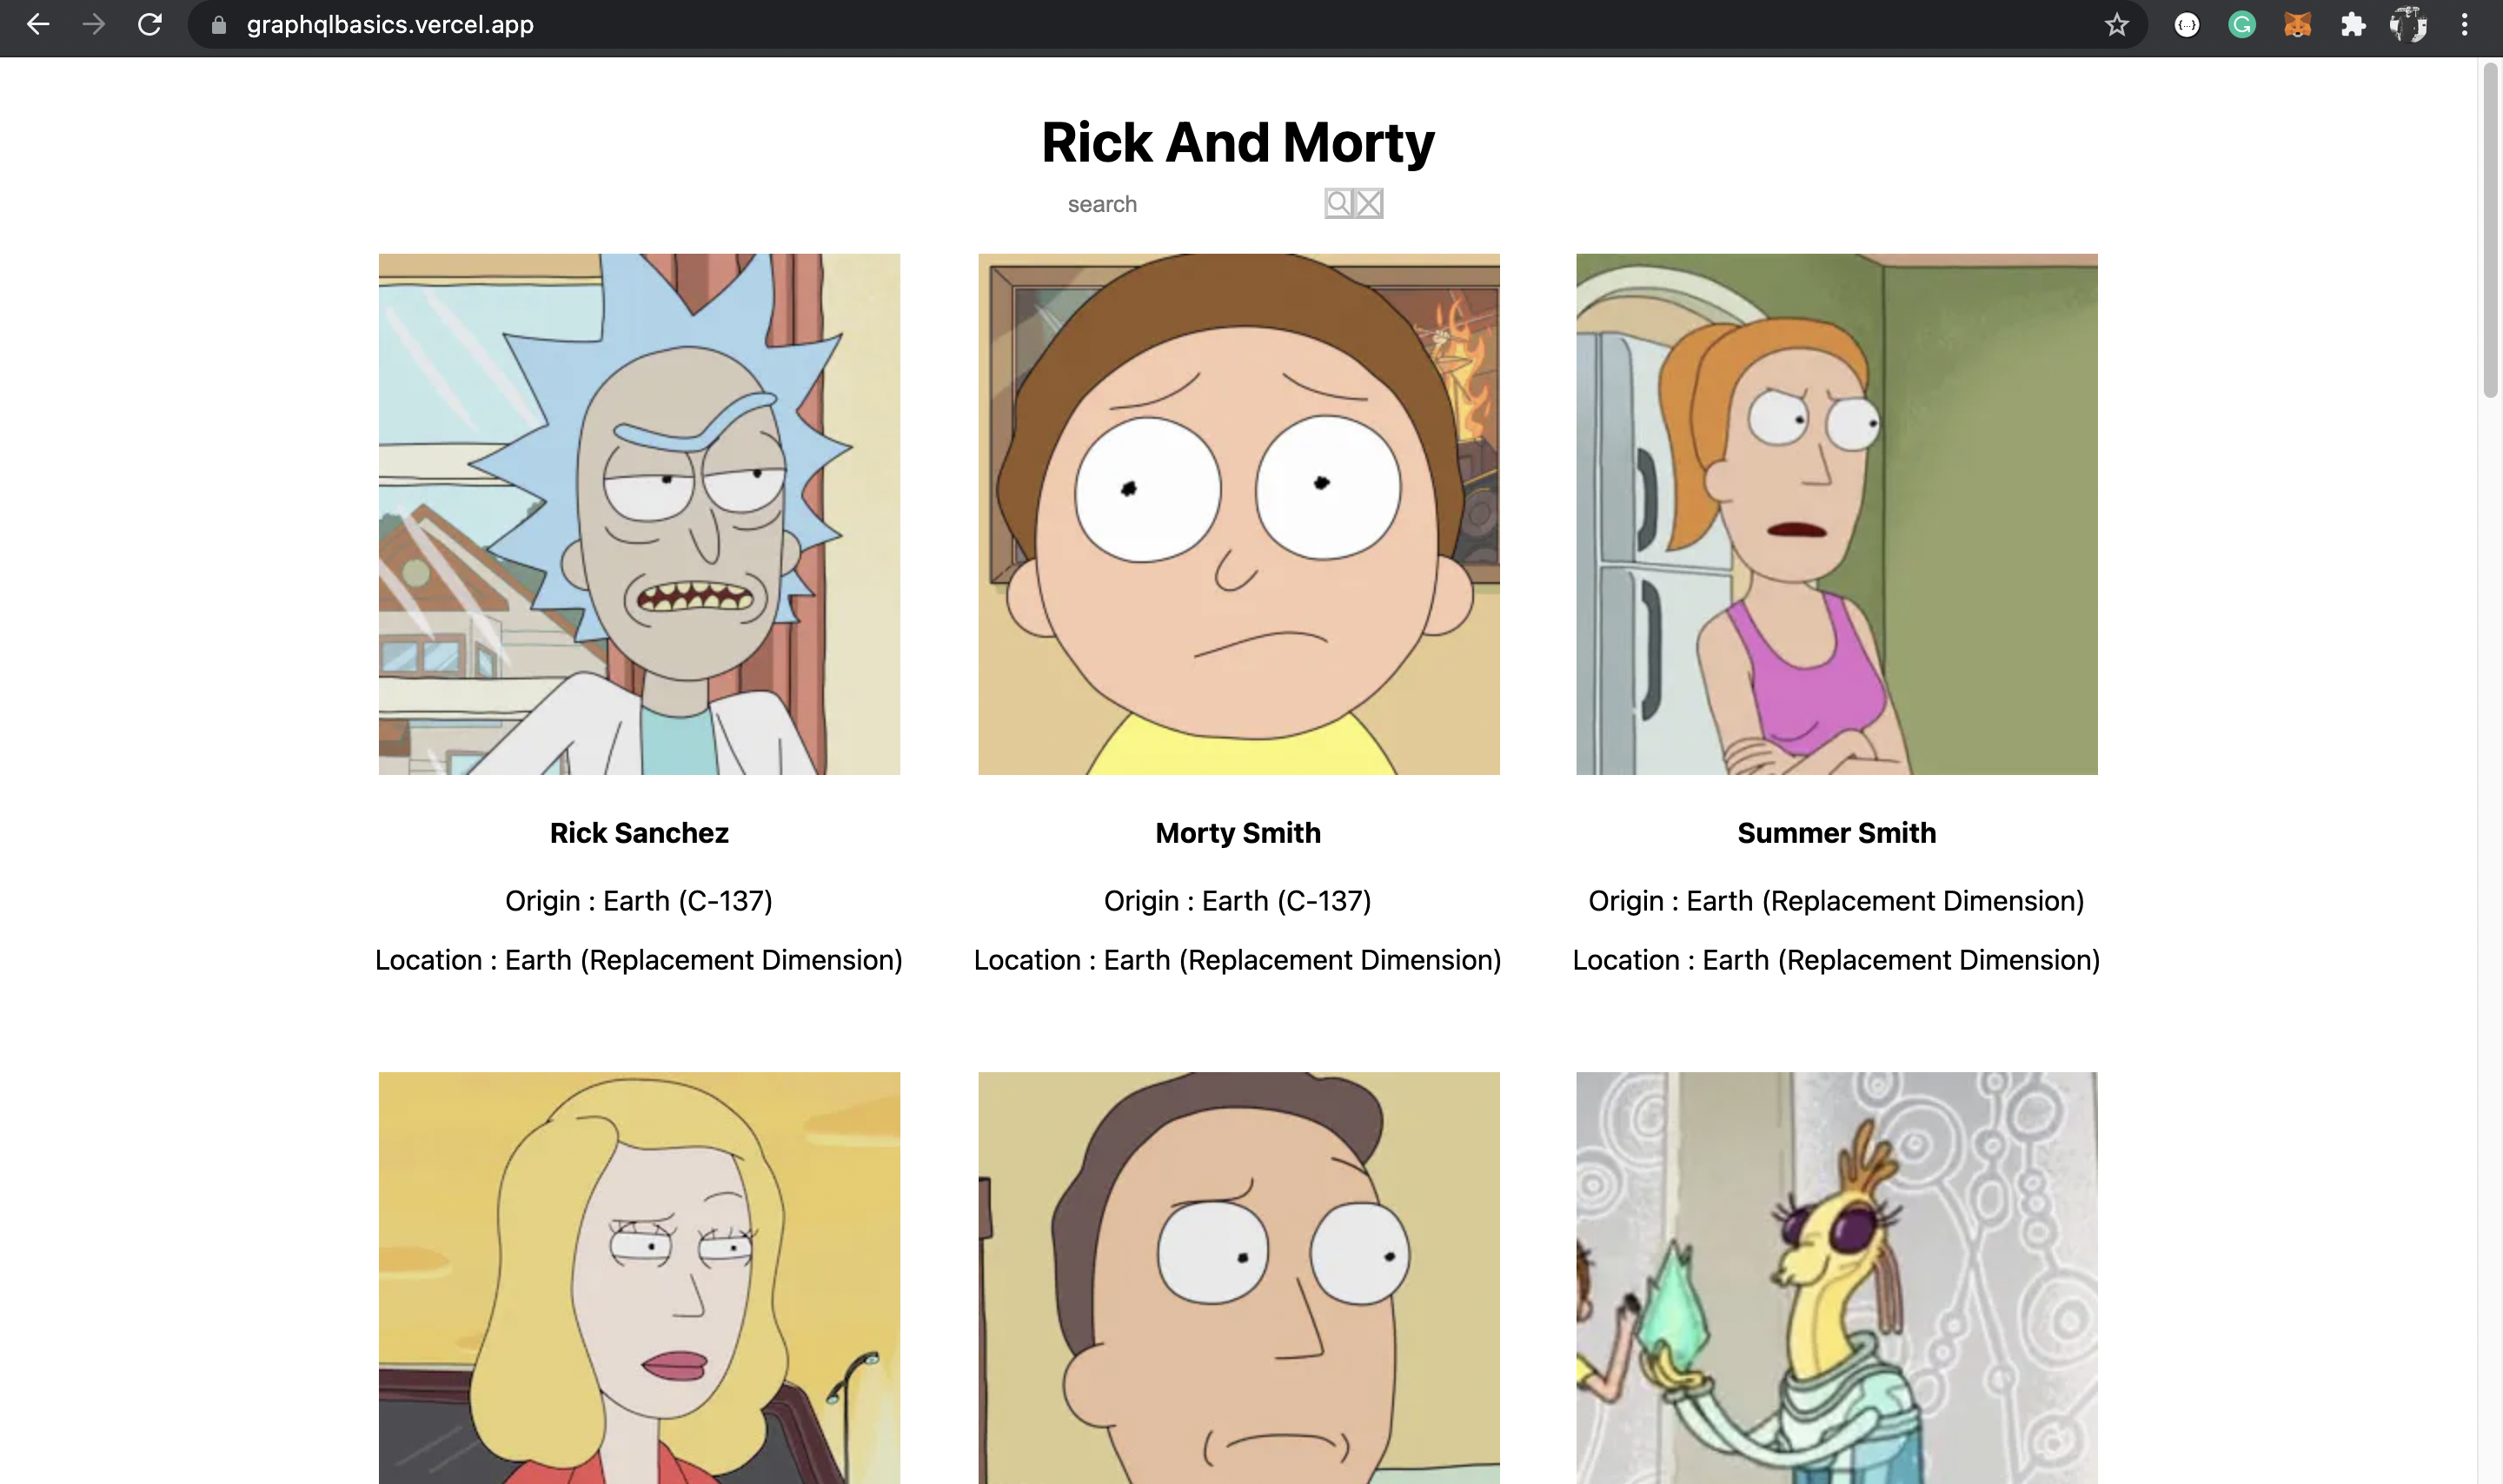 graphqlbasics.vercel.app
Rick And Morty
search
Rick Sanchez
Origin : Earth (C-137)
Location : Earth (Replacement Dimension)
Morty Smith
Origin : Earth (C-137)
Location : Earth (Replacement Dimension)
Summer Smith
Origin : Earth (Replacement Dimension)
Location : Earth (Replacement Dimension)